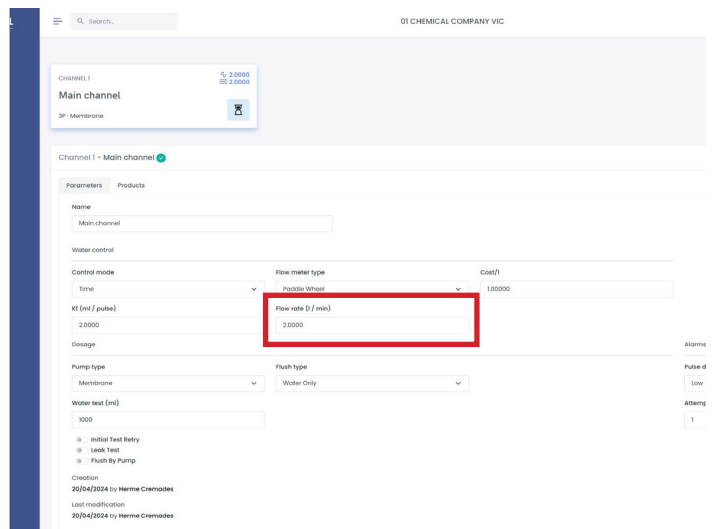 L
Search...
01 CHEMICAL COMPANY VIC
CHANNEL 1
2.0000
2.0000
Main channel
3P · Membrane
Channel 1 - Main channel
Parameters Products
Name
Main channel
Water control
Control mode Flow meter type Cost/l
Time Paddle Wheel 1.00000
Kf (ml / pulse) Flow rate (l / min)
2.0000 2.0000
Dosage Alarms
Pump type Flush type Pulse d
Membrane Water Only Low
Water test (ml) Attemp
1000 1
Initial Test Retry
Leak Test
Flush By Pump
Creation
20/04/2024 by Herme Cremades
Last modification
20/04/2024 by Herme Cremades